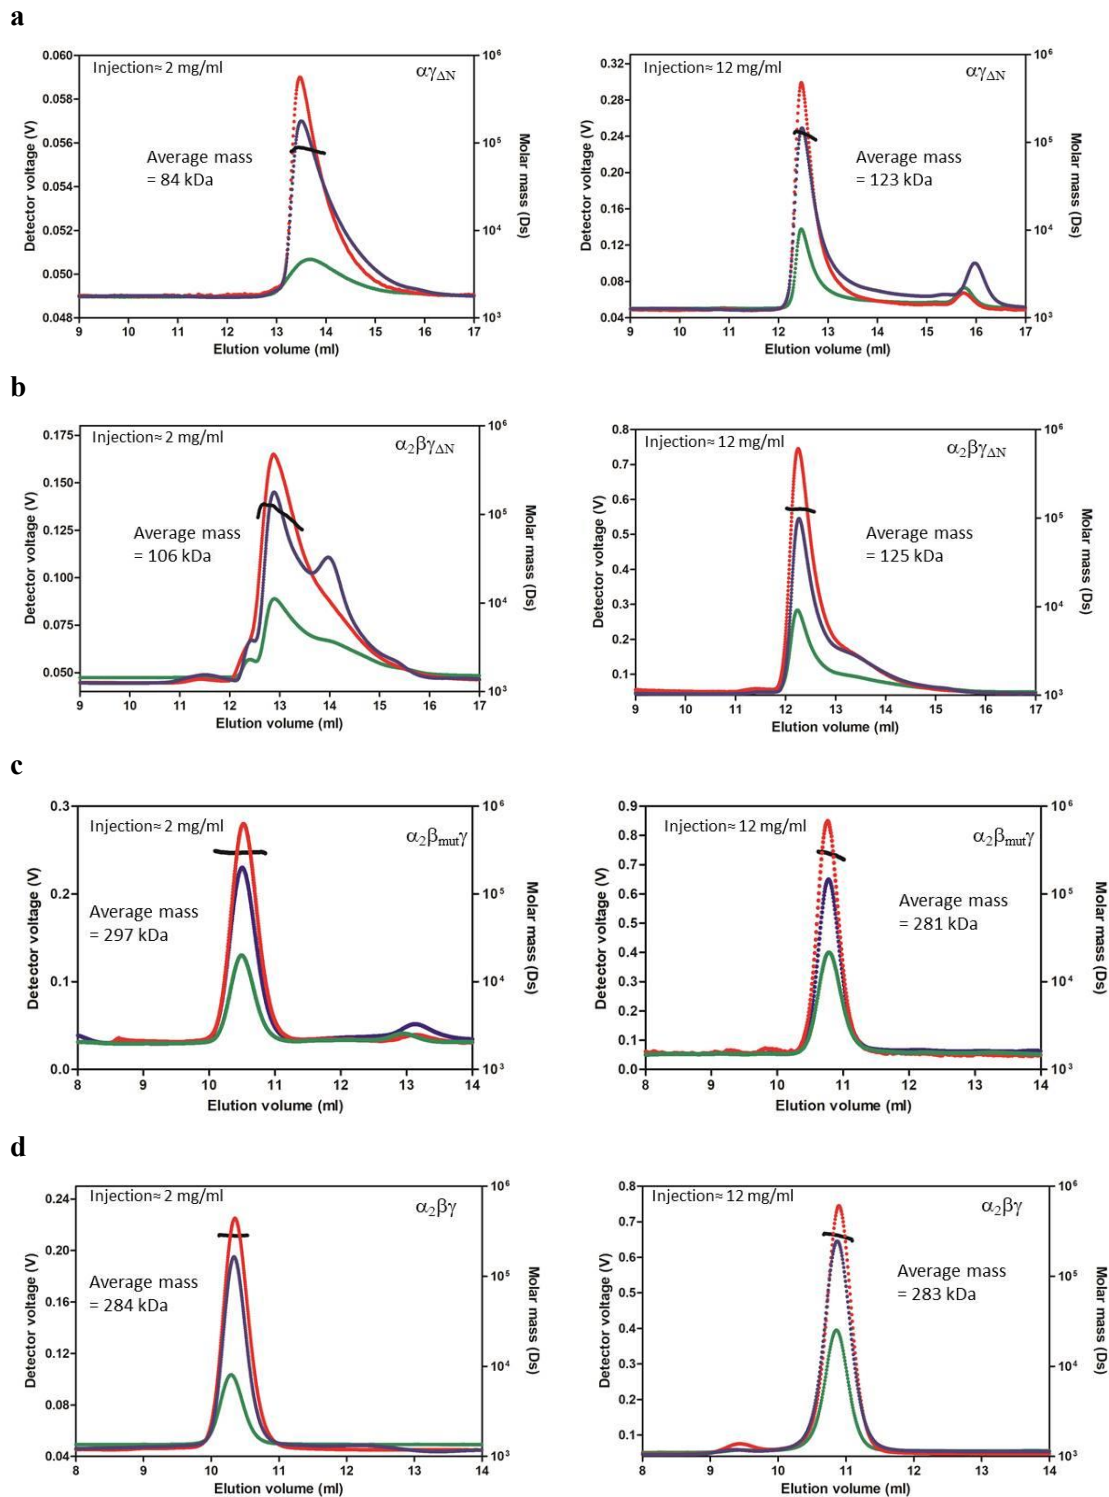 a
Injection≈ 2 mg/ml
αγΔN
Average mass
= 84 kDa
0.060
0.058
0.056
0.054
0.052
0.050
0.048
Detector voltage (V)
10⁶
10⁵
10⁴
10³
Molar mass (Ds)
9 10 11 12 13 14 15 16 17
Elution volume (ml)
Injection≈ 12 mg/ml
αγΔN
Average mass
= 123 kDa
0.32
0.28
0.24
0.20
0.16
0.12
0.08
0.04
Detector voltage (V)
10⁶
10⁵
10⁴
10³
Molar mass (Ds)
9 10 11 12 13 14 15 16 17
Elution volume (ml)
b
Injection≈ 2 mg/ml
α₂βγΔN
Average mass
= 106 kDa
0.175
0.150
0.125
0.100
0.075
0.050
Detector voltage (V)
10⁶
10⁵
10⁴
10³
Molar mass (Ds)
9 10 11 12 13 14 15 16 17
Elution volume (ml)
Injection≈ 12 mg/ml
α₂βγΔN
Average mass
= 125 kDa
0.8
0.7
0.6
0.5
0.4
0.3
0.2
0.1
Detector voltage (V)
10⁶
10⁵
10⁴
10³
Molar mass (Ds)
9 10 11 12 13 14 15 16 17
Elution volume (ml)
c
Injection≈ 2 mg/ml
α₂βmutγ
Average mass
= 297 kDa
0.3
0.2
0.1
0.0
Detector voltage (V)
10⁶
10⁵
10⁴
10³
Molar mass (Ds)
8 9 10 11 12 13 14
Elution volume (ml)
Injection≈ 12 mg/ml
α₂βmutγ
Average mass
= 281 kDa
0.9
0.8
0.7
0.6
0.5
0.4
0.3
0.2
0.1
0.0
Detector voltage (V)
10⁶
10⁵
10⁴
10³
Molar mass (Ds)
8 9 10 11 12 13 14
Elution volume (ml)
d
Injection≈ 2 mg/ml
α₂βγ
Average mass
= 284 kDa
0.24
0.20
0.16
0.12
0.08
0.04
Detector voltage (V)
10⁶
10⁵
10⁴
10³
Molar mass (Ds)
8 9 10 11 12 13 14
Elution volume (ml)
Injection≈ 12 mg/ml
α₂βγ
Average mass
= 283 kDa
0.8
0.7
0.6
0.5
0.4
0.3
0.2
0.1
Detector voltage (V)
10⁶
10⁵
10⁴
10³
Molar mass (Ds)
8 9 10 11 12 13 14
Elution volume (ml)